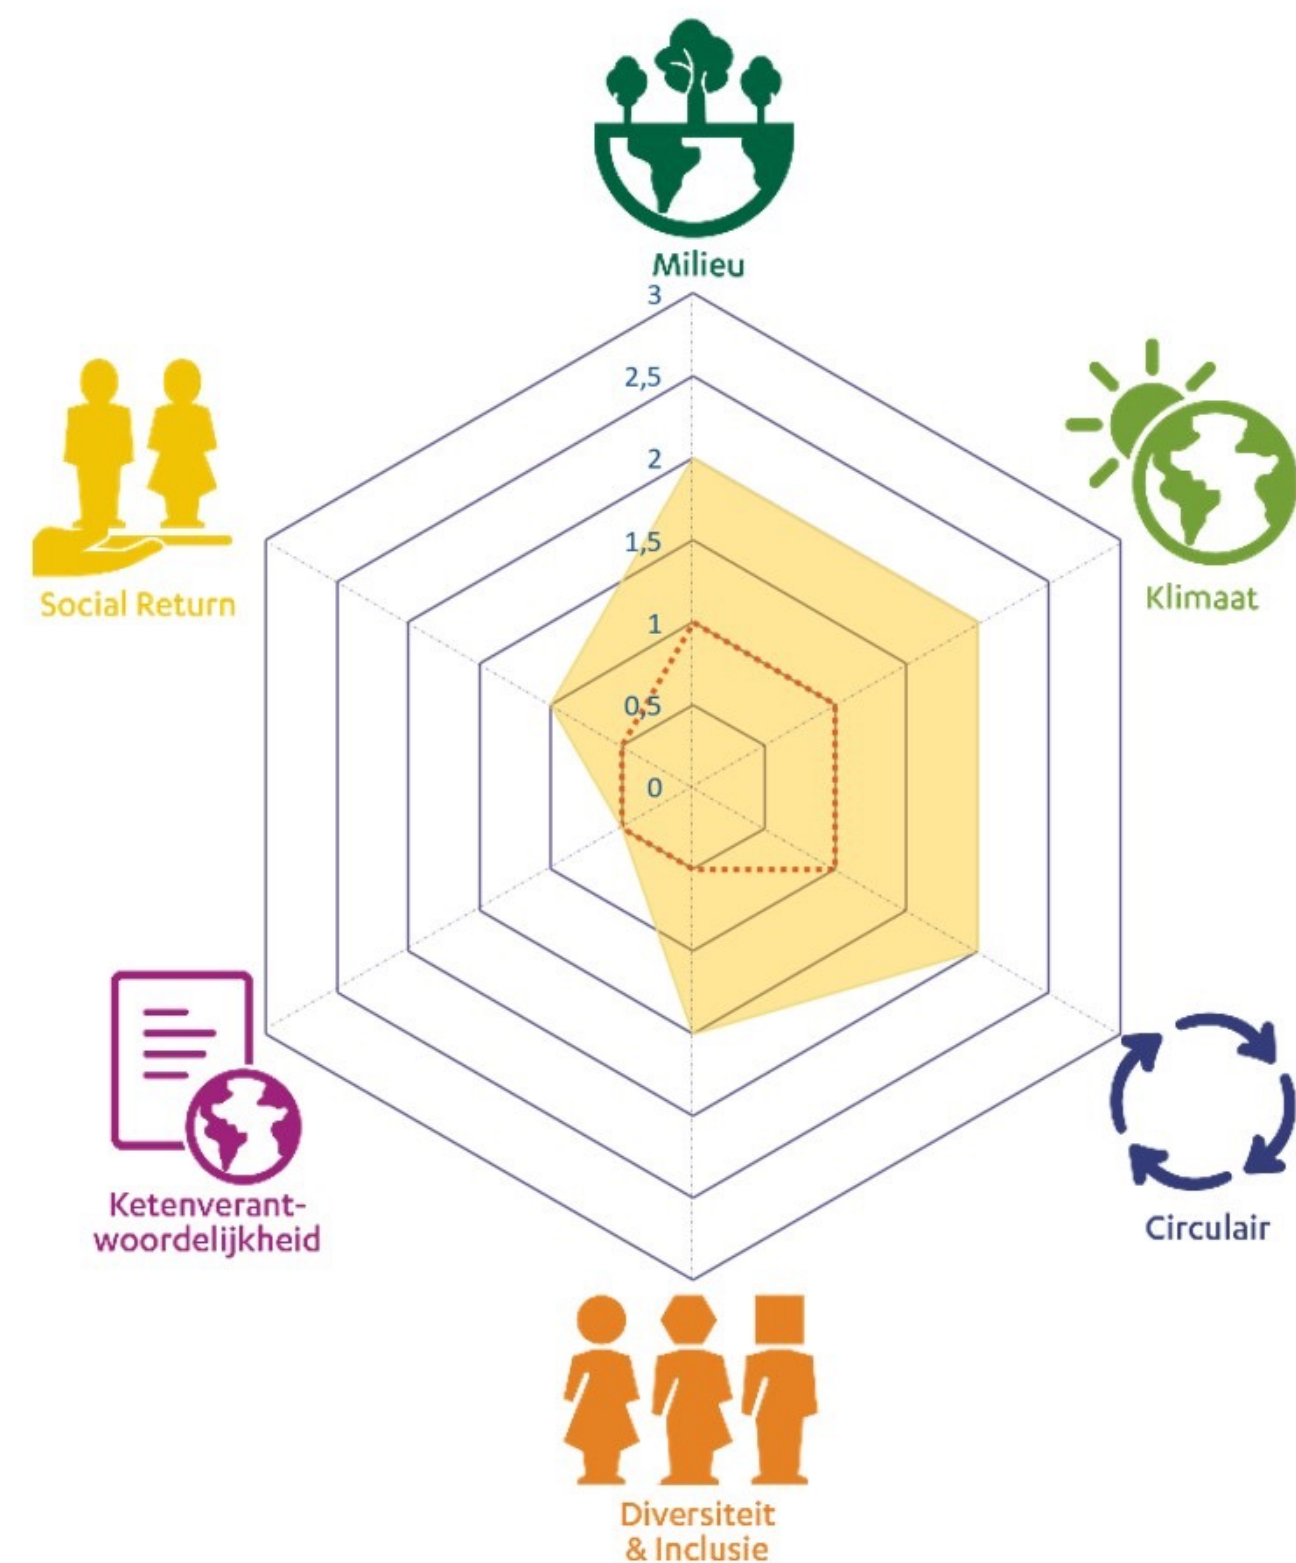 Milieu
3
2,5
2
1,5
1
0,5
0
Klimaat
Social Return
Ketenverant-
woordelijkheid
Circulair
Diversiteit
& Inclusie